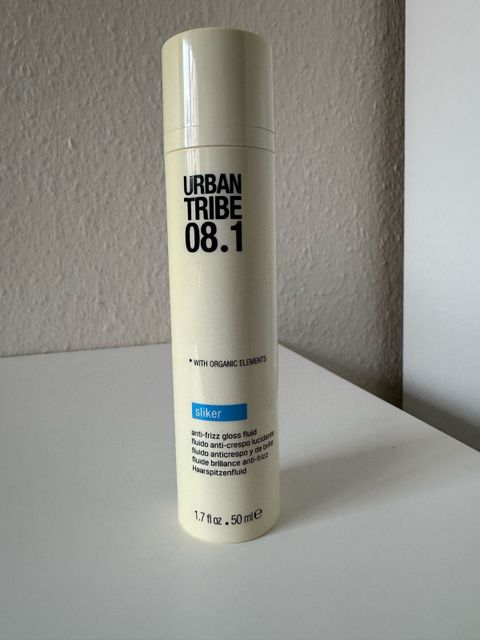 URBAN
TRIBE
08.1
• WITH ORGANIC ELEMENTS
sliker
anti-frizz gloss fluid
fluido anti-crespo lucidante
fluido anticrespo y de brillo
fluide brillance anti-frizz
Haarspitzenfluid
1.7 fl oz • 50 ml ℮